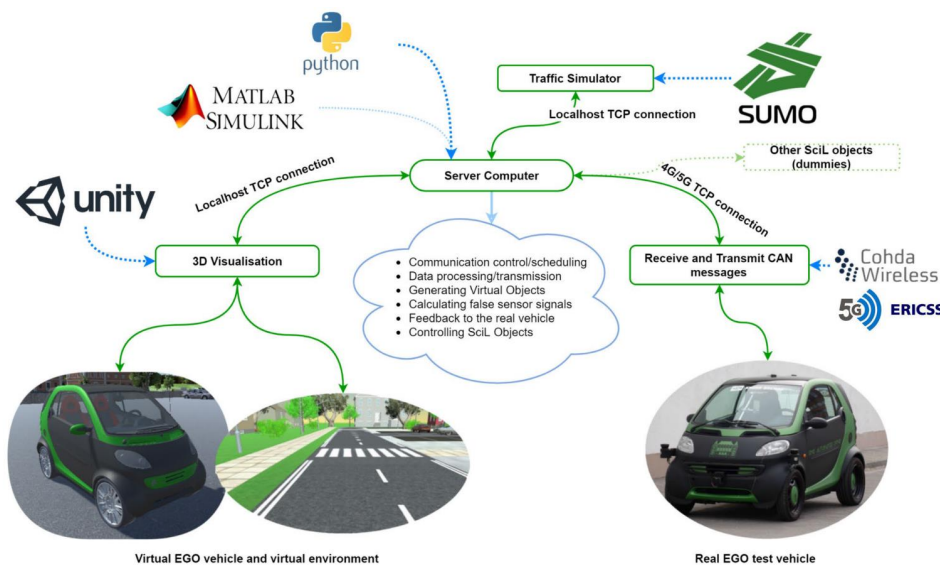 python
MATLAB
SIMULINK
Traffic Simulator
SUMO
Localhost TCP connection
Other SciL objects
(dummies)
Server Computer
Localhost TCP connection
4G/5G TCP connection
unity
3D Visualisation
Receive and Transmit CAN
messages
Cohda
Wireless
5G
ERICSS
• Communication control/scheduling
• Data processing/transmission
• Generating Virtual Objects
• Calculating false sensor signals
• Feedback to the real vehicle
• Controlling SciL Objects
Virtual EGO vehicle and virtual environment
Real EGO test vehicle